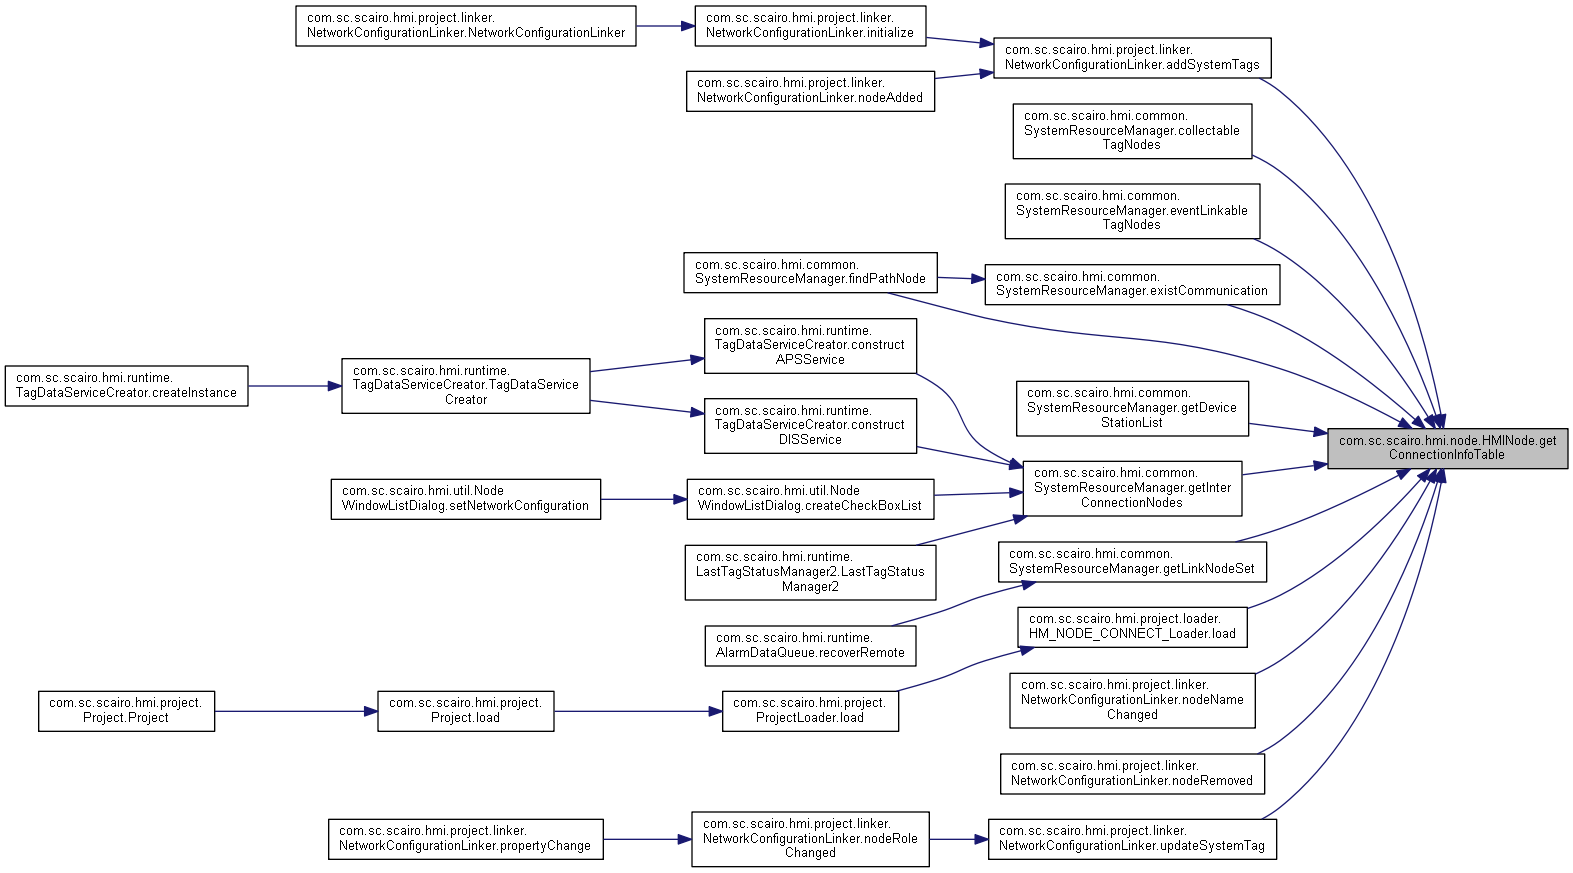 com.sc.scairo.hmi.project.linker.
NetworkConfigurationLinker.NetworkConfigurationLinker
com.sc.scairo.hmi.project.linker.
NetworkConfigurationLinker.initialize
com.sc.scairo.hmi.project.linker.
NetworkConfigurationLinker.addSystemTags
com.sc.scairo.hmi.project.linker.
NetworkConfigurationLinker.nodeAdded
com.sc.scairo.hmi.common.
SystemResourceManager.collectable
TagNodes
com.sc.scairo.hmi.common.
SystemResourceManager.eventLinkable
TagNodes
com.sc.scairo.hmi.common.
SystemResourceManager.findPathNode
com.sc.scairo.hmi.common.
SystemResourceManager.existCommunication
com.sc.scairo.hmi.runtime.
TagDataServiceCreator.construct
APSService
com.sc.scairo.hmi.runtime.
TagDataServiceCreator.createInstance
com.sc.scairo.hmi.runtime.
TagDataServiceCreator.TagDataService
Creator
com.sc.scairo.hmi.runtime.
TagDataServiceCreator.construct
DISService
com.sc.scairo.hmi.common.
SystemResourceManager.getDevice
StationList
com.sc.scairo.hmi.node.HMINode.get
ConnectionInfoTable
com.sc.scairo.hmi.common.
SystemResourceManager.getInter
ConnectionNodes
com.sc.scairo.hmi.util.Node
WindowListDialog.setNetworkConfiguration
com.sc.scairo.hmi.util.Node
WindowListDialog.createCheckBoxList
com.sc.scairo.hmi.runtime.
LastTagStatusManager2.LastTagStatus
Manager2
com.sc.scairo.hmi.common.
SystemResourceManager.getLinkNodeSet
com.sc.scairo.hmi.runtime.
AlarmDataQueue.recoverRemote
com.sc.scairo.hmi.project.loader.
HM_NODE_CONNECT_Loader.load
com.sc.scairo.hmi.project.
Project.Project
com.sc.scairo.hmi.project.
Project.load
com.sc.scairo.hmi.project.
ProjectLoader.load
com.sc.scairo.hmi.project.linker.
NetworkConfigurationLinker.nodeName
Changed
com.sc.scairo.hmi.project.linker.
NetworkConfigurationLinker.nodeRemoved
com.sc.scairo.hmi.project.linker.
NetworkConfigurationLinker.propertyChange
com.sc.scairo.hmi.project.linker.
NetworkConfigurationLinker.nodeRole
Changed
com.sc.scairo.hmi.project.linker.
NetworkConfigurationLinker.updateSystemTag